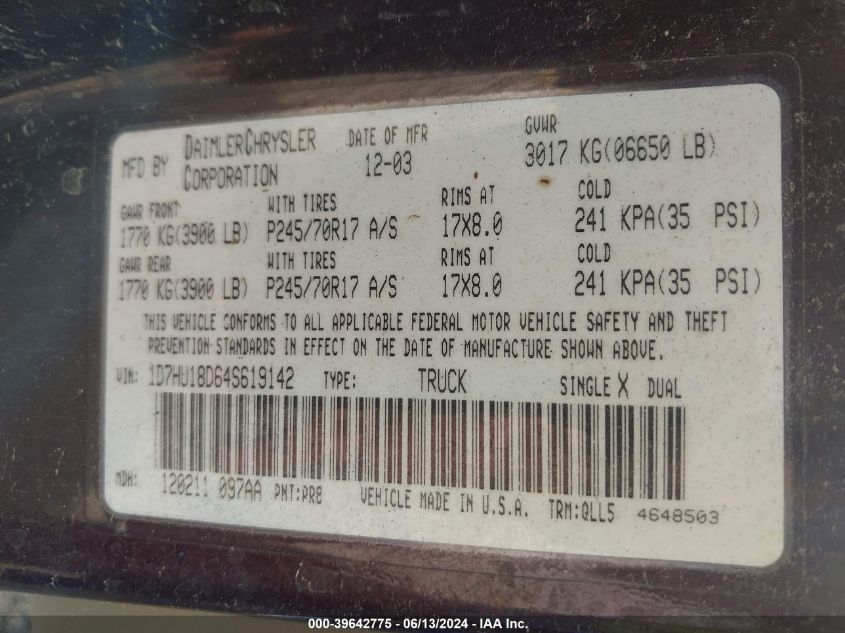 MFD BY DAIMLERCHRYSLER CORPORATION DATE OF MFR 12-03 GVWR 3017 KG(06650 LB)
GAWR FRONT WITH TIRES RIMS AT COLD
1770 KG(3900 LB) P245/70R17 A/S 17X8.0 241 KPA(35 PSI)
GAWR REAR WITH TIRES RIMS AT COLD
1770 KG(3900 LB) P245/70R17 A/S 17X8.0 241 KPA(35 PSI)
THIS VEHICLE CONFORMS TO ALL APPLICABLE FEDERAL MOTOR VEHICLE SAFETY AND THEFT
PREVENTION STANDARDS IN EFFECT ON THE DATE OF MANUFACTURE SHOWN ABOVE.
VIN: 1D7HU18D64S619142 TYPE: TRUCK SINGLE X DUAL
MDH: 120211 097AA PNT:PR8 VEHICLE MADE IN U.S.A. TRM:QLL5 4648503
000-39642775 - 06/13/2024 - IAA Inc.